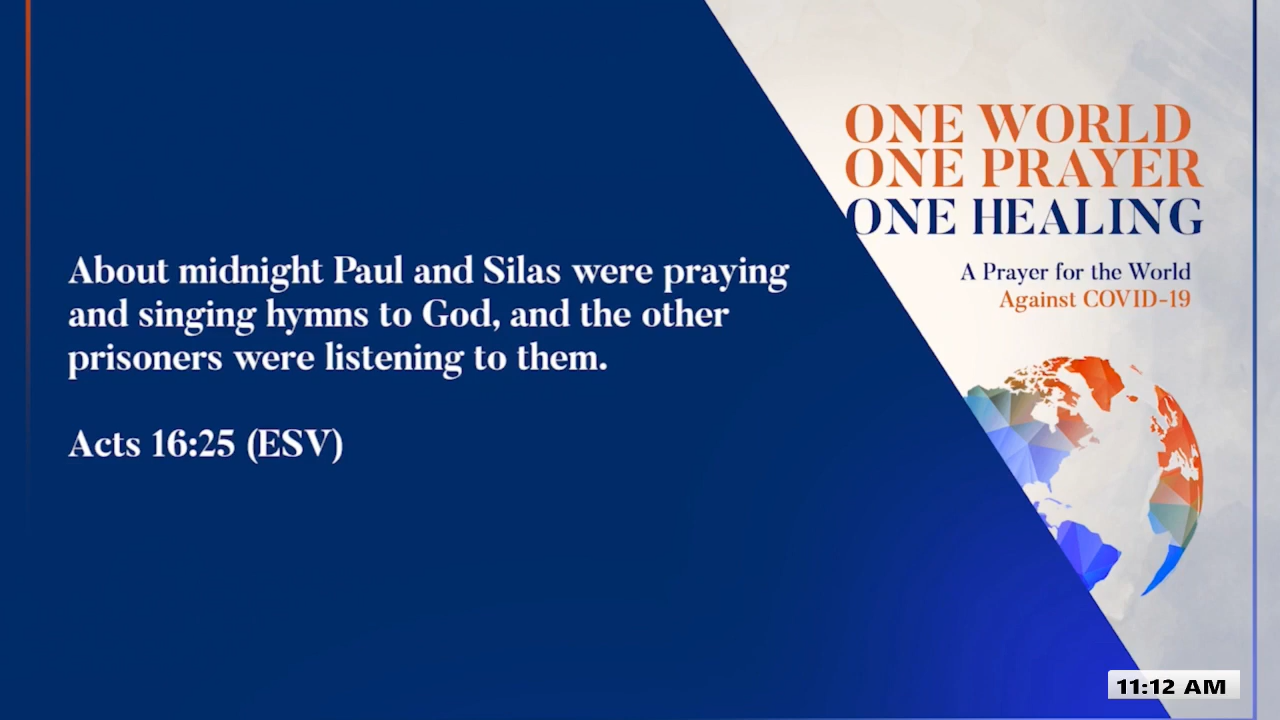 About midnight Paul and Silas were praying
and singing hymns to God, and the other
prisoners were listening to them.
Acts 16:25 (ESV)
ONE WORLD
ONE PRAYER
ONE HEALING
A Prayer for the World
Against COVID-19
11:12 AM